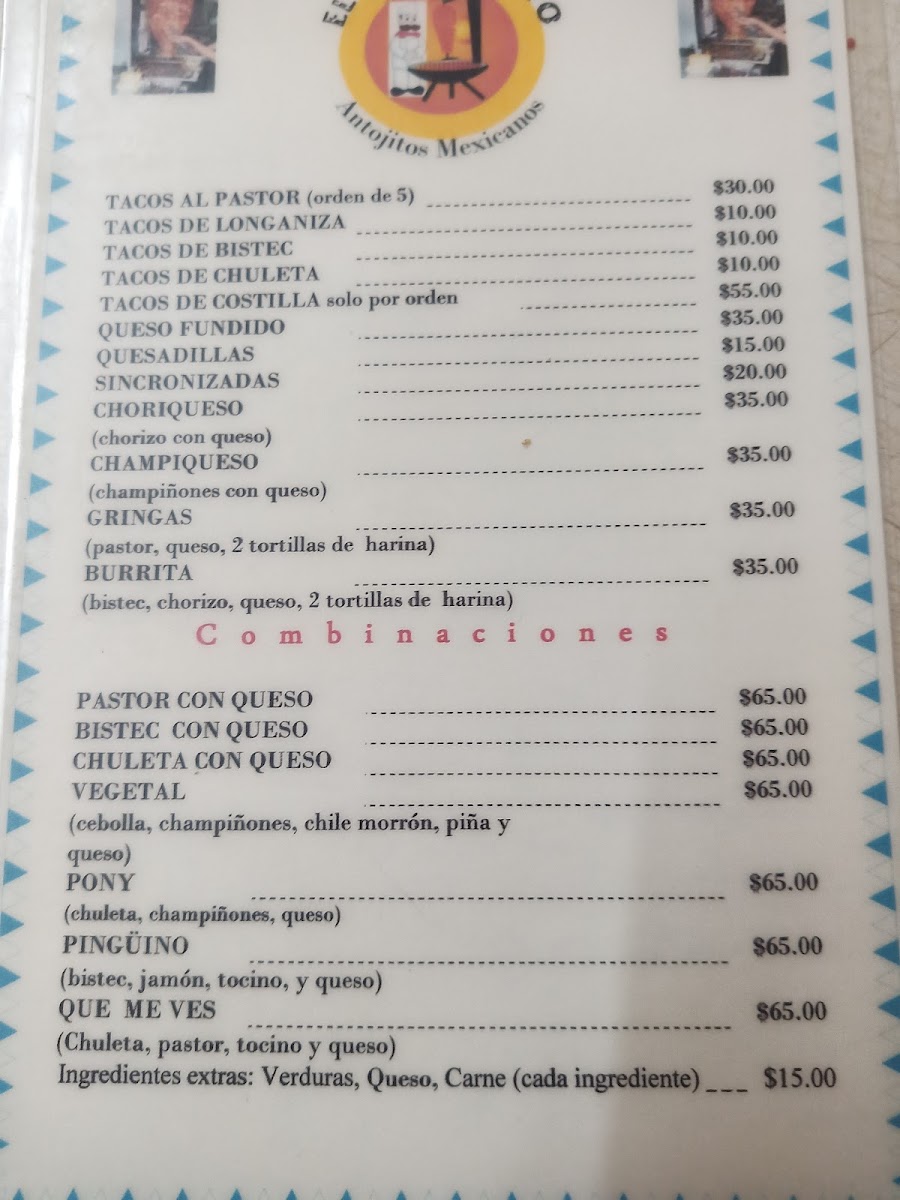 Antojitos Mexicanos
TACOS AL PASTOR (orden de 5) $30.00
TACOS DE LONGANIZA $10.00
TACOS DE BISTEC $10.00
TACOS DE CHULETA $10.00
TACOS DE COSTILLA solo por orden $55.00
QUESO FUNDIDO $35.00
QUESADILLAS $15.00
SINCRONIZADAS $20.00
CHORIQUESO $35.00
(chorizo con queso)
CHAMPIQUESO $35.00
(champiñones con queso)
GRINGAS $35.00
(pastor, queso, 2 tortillas de harina)
BURRITA $35.00
(bistec, chorizo, queso, 2 tortillas de harina)
Combinaciones
PASTOR CON QUESO $65.00
BISTEC CON QUESO $65.00
CHULETA CON QUESO $65.00
VEGETAL $65.00
(cebolla, champiñones, chile morrón, piña y
queso)
PONY $65.00
(chuleta, champiñones, queso)
PINGÜINO $65.00
(bistec, jamón, tocino, y queso)
QUE ME VES $65.00
(Chuleta, pastor, tocino y queso)
Ingredientes extras: Verduras, Queso, Carne (cada ingrediente) ___ $15.00